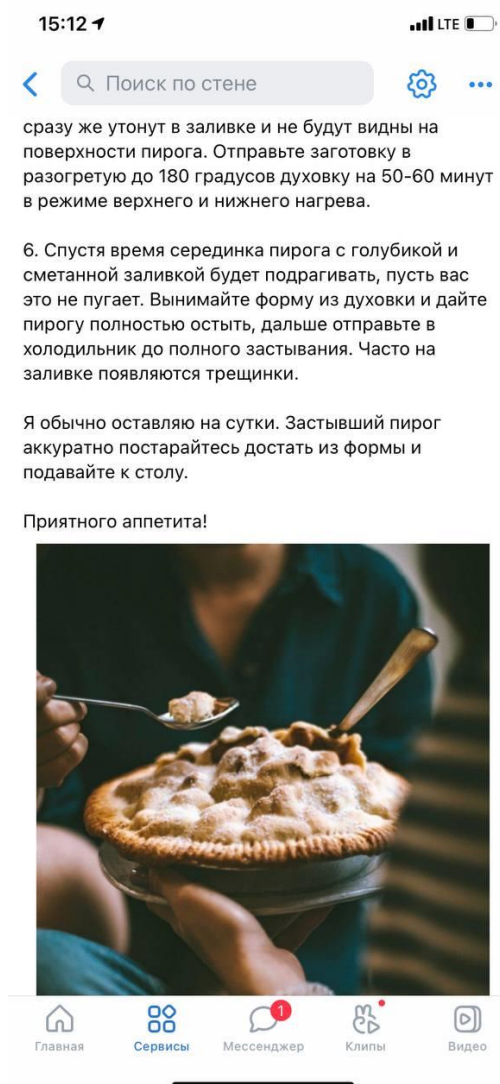 15:12
LTE
Поиск по стене
сразу же утонут в заливке и не будут видны на
поверхности пирога. Отправьте заготовку в
разогретую до 180 градусов духовку на 50-60 минут
в режиме верхнего и нижнего нагрева.
6. Спустя время серединка пирога с голубикой и
сметанной заливкой будет подрагивать, пусть вас
это не пугает. Вынимайте форму из духовки и дайте
пирогу полностью остыть, дальше отправьте в
холодильник до полного застывания. Часто на
заливке появляются трещинки.
Я обычно оставляю на сутки. Застывший пирог
аккуратно постарайтесь достать из формы и
подавайте к столу.
Приятного аппетита!
1
Главная Сервисы Мессенджер Клипы Видео